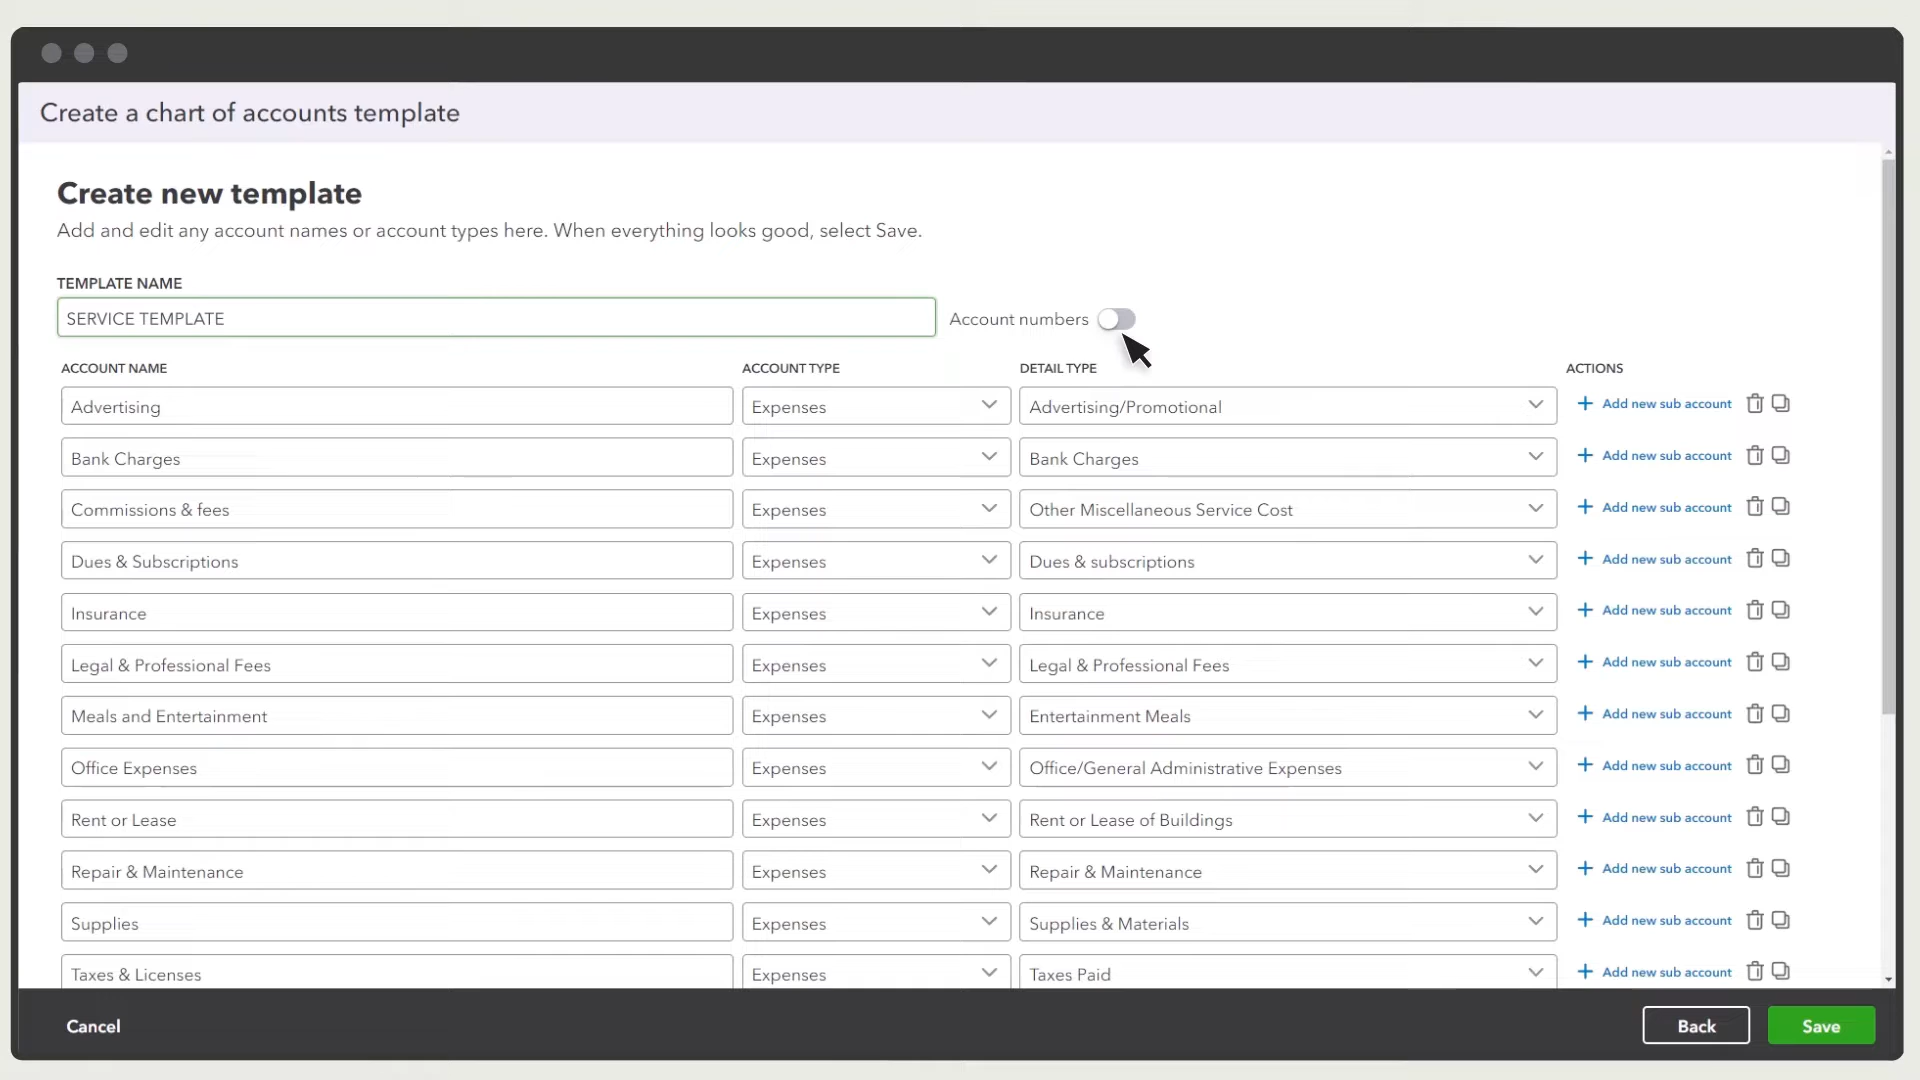 Create a chart of accounts template
Create new template
Add and edit any account names or account types here. When everything looks good, select Save.
TEMPLATE NAME
SERVICE TEMPLATE
Account numbers
ACCOUNT NAME ACCOUNT TYPE DETAIL TYPE ACTIONS
Advertising Expenses Advertising/Promotional Add new sub account
Bank Charges Expenses Bank Charges Add new sub account
Commissions & fees Expenses Other Miscellaneous Service Cost Add new sub account
Dues & Subscriptions Expenses Dues & subscriptions Add new sub account
Insurance Expenses Insurance Add new sub account
Legal & Professional Fees Expenses Legal & Professional Fees Add new sub account
Meals and Entertainment Expenses Entertainment Meals Add new sub account
Office Expenses Expenses Office/General Administrative Expenses Add new sub account
Rent or Lease Expenses Rent or Lease of Buildings Add new sub account
Repair & Maintenance Expenses Repair & Maintenance Add new sub account
Supplies Expenses Supplies & Materials Add new sub account
Taxes & Licenses Expenses Taxes Paid Add new sub account
Cancel Back Save